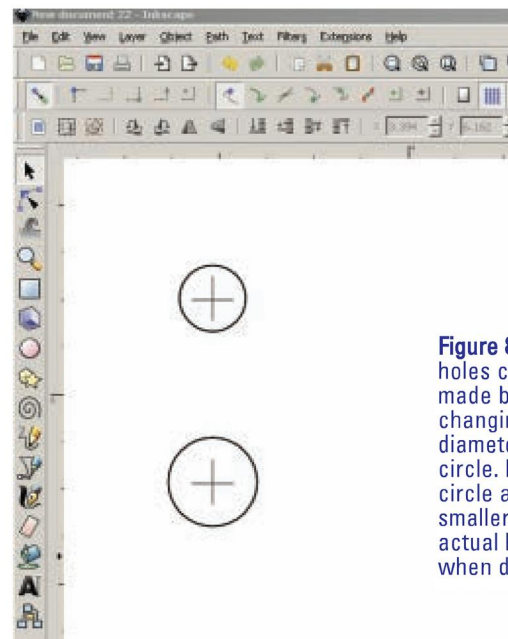 New document 22 - Inkscape
File Edit View Layer Object Path Text Filters Extensions Help
Figure 8
holes c
made b
changin
diamete
circle. I
circle a
smaller
actual l
when d